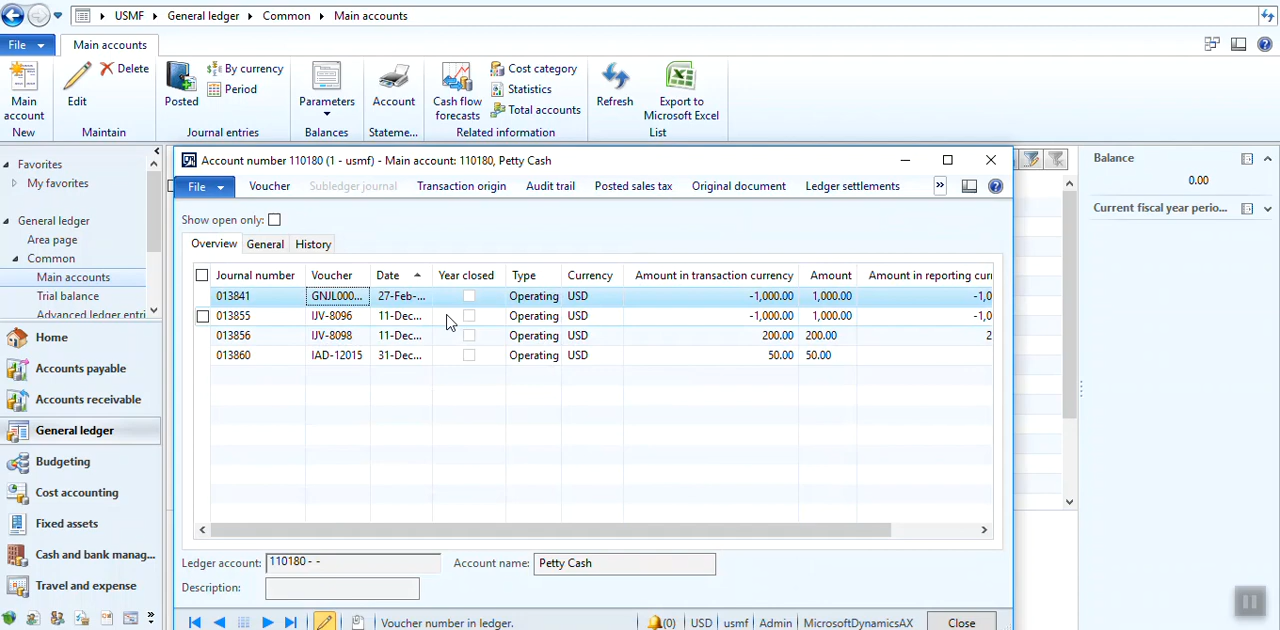 USMF General ledger Common Main accounts
File Main accounts
Main account
New
Edit
Delete
Maintain
Posted
By currency
Period
Journal entries
Parameters
Balances
Account
Stateme...
Cash flow forecasts
Cost category
Statistics
Total accounts
Related information
Refresh
Export to Microsoft Excel
List
Favorites
My favorites
General ledger
Area page
Common
Main accounts
Trial balance
Advanced ledger entri
Home
Accounts payable
Accounts receivable
General ledger
Budgeting
Cost accounting
Fixed assets
Cash and bank manag...
Travel and expense
Account number 110180 (1 - usmf) - Main account: 110180, Petty Cash
File Voucher Subledger journal Transaction origin Audit trail Posted sales tax Original document Ledger settlements »
Show open only:
Overview General History
Journal number Voucher Date Year closed Type Currency Amount in transaction currency Amount Amount in reporting curr
013841 GNJL000... 27-Feb-... Operating USD -1,000.00 1,000.00 -1,0
013855 IJV-8096 11-Dec... Operating USD -1,000.00 1,000.00 -1,0
013856 IJV-8098 11-Dec... Operating USD 200.00 200.00 2
013860 IAD-12015 31-Dec... Operating USD 50.00 50.00
Ledger account: 110180 - -
Account name: Petty Cash
Description:
Voucher number in ledger. (0) USD usmf Admin MicrosoftDynamicsAX Close
Balance
0.00
Current fiscal year perio...